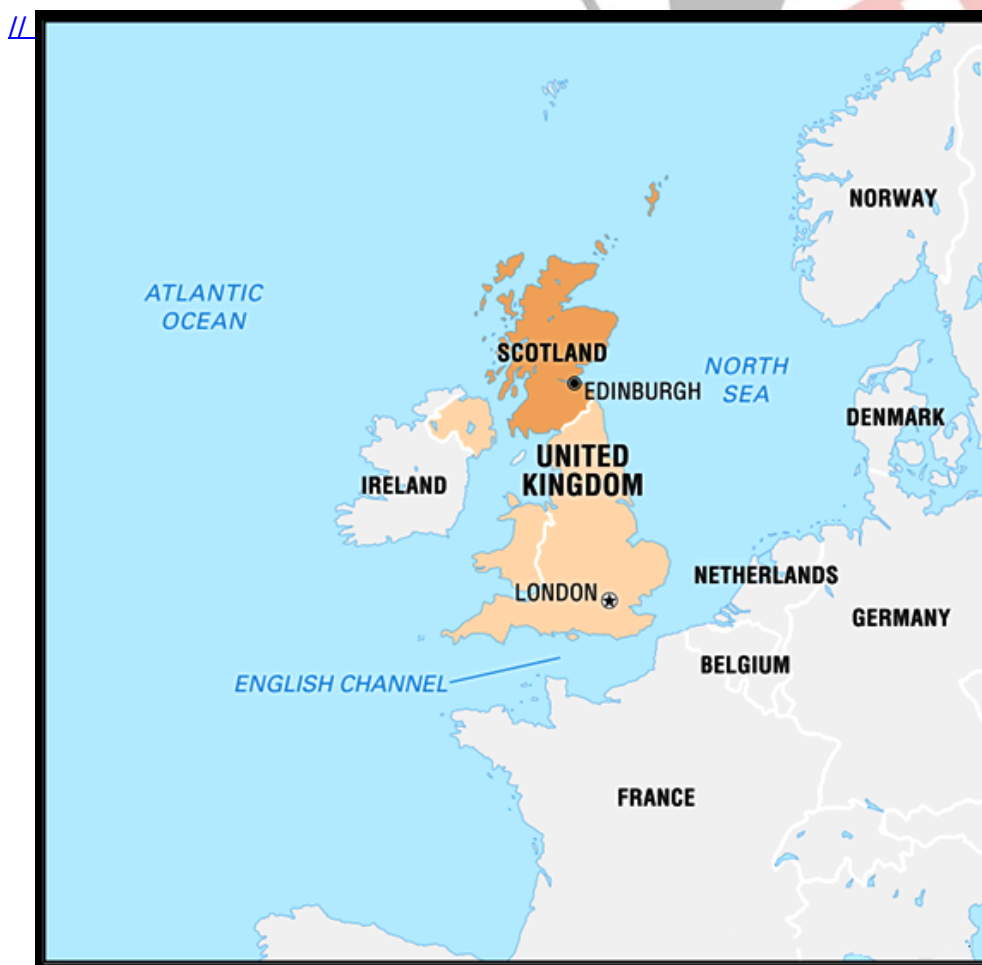 //
NORWAY
ATLANTIC
OCEAN
SCOTLAND
NORTH
SEA
EDINBURGH
DENMARK
UNITED
KINGDOM
IRELAND
NETHERLANDS
LONDON
GERMANY
BELGIUM
ENGLISH CHANNEL
FRANCE